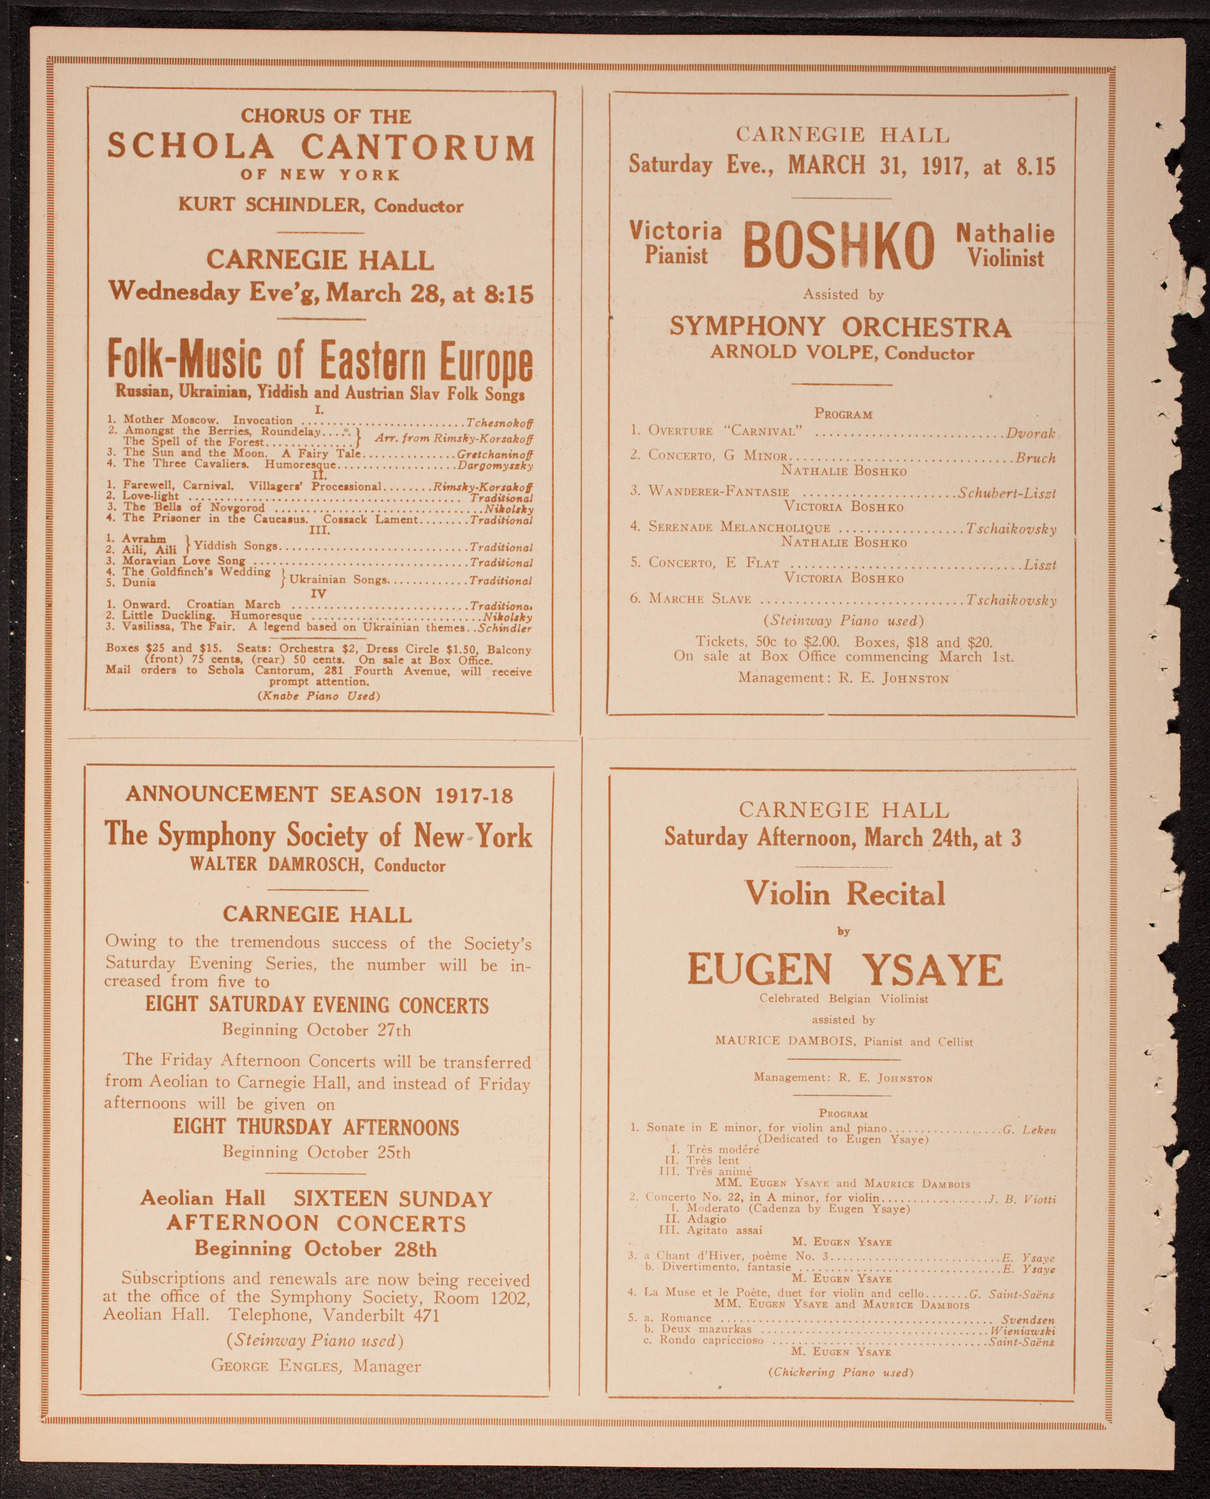 CHORUS OF THE
SCHOLA CANTORUM
OF NEW YORK
KURT SCHINDLER, Conductor
CARNEGIE HALL
Wednesday Eve'g, March 28, at 8:15
Folk-Music of Eastern Europe
Russian, Ukrainian, Yiddish and Austrian Slav Folk Songs
I.
1. Mother Moscow. Invocation ..........................Tchesnokoff
2. Amongst the Berries, Roundelay....*. }
The Spell of the Forest.............. } Arr. from Rimsky-Korsakoff
3. The Sun and the Moon. A Fairy Tale..............Gretchaninoff
4. The Three Cavaliers. Humoresque..................Dargomyssky
II.
1. Farewell, Carnival. Villagers' Processional........Rimsky-Korsakoff
2. Love-light ..........................................Traditional
3. The Bells of Novgorod ................................Nikolsky
4. The Prisoner in the Caucasus. Cossack Lament........Traditional
III.
1. Avrahm
2. Aili, Aili } Yiddish Songs.............................Traditional
3. Moravian Love Song .................................Traditional
4. The Goldfinch's Wedding
5. Dunia } Ukrainian Songs.............Traditional
IV
1. Onward. Croatian March ...........................Traditional
2. Little Duckling. Humoresque ..........................Nikolsky
3. Vasilissa, The Fair. A legend based on Ukrainian themes..Schindler
Boxes $25 and $15. Seats: Orchestra $2, Dress Circle $1.50, Balcony
(front) 75 cents, (rear) 50 cents. On sale at Box Office.
Mail orders to Schola Cantorum, 281 Fourth Avenue, will receive
prompt attention.
(Knabe Piano Used)
CARNEGIE HALL
Saturday Eve., MARCH 31, 1917, at 8.15
Victoria
Pianist
BOSHKO
Nathalie
Violinist
Assisted by
SYMPHONY ORCHESTRA
ARNOLD VOLPE, Conductor
PROGRAM
1. OVERTURE "CARNIVAL" ..........................Dvorak
2. CONCERTO, G MINOR...............................Bruch
NATHALIE BOSHKO
3. WANDERER-FANTASIE .....................Schubert-Liszt
VICTORIA BOSHKO
4. SERENADE MELANCHOLIQUE .................Tschaikovsky
NATHALIE BOSHKO
5. CONCERTO, E FLAT ................................Liszt
VICTORIA BOSHKO
6. MARCHE SLAVE ............................Tschaikovsky
(Steinway Piano used)
Tickets, 50c to $2.00. Boxes, $18 and $20.
On sale at Box Office commencing March 1st.
Management: R. E. JOHNSTON
ANNOUNCEMENT SEASON 1917-18
The Symphony Society of New York
WALTER DAMROSCH, Conductor
CARNEGIE HALL
Owing to the tremendous success of the Society's
Saturday Evening Series, the number will be in-
creased from five to
EIGHT SATURDAY EVENING CONCERTS
Beginning October 27th
The Friday Afternoon Concerts will be transferred
from Aeolian to Carnegie Hall, and instead of Friday
afternoons will be given on
EIGHT THURSDAY AFTERNOONS
Beginning October 25th
Aeolian Hall SIXTEEN SUNDAY
AFTERNOON CONCERTS
Beginning October 28th
Subscriptions and renewals are now being received
at the office of the Symphony Society, Room 1202,
Aeolian Hall. Telephone, Vanderbilt 471
(Steinway Piano used)
GEORGE ENGLES, Manager
CARNEGIE HALL
Saturday Afternoon, March 24th, at 3
Violin Recital
by
EUGEN YSAYE
Celebrated Belgian Violinist
assisted by
MAURICE DAMBOIS, Pianist and Cellist
Management: R. E. JOHNSTON
PROGRAM
1. Sonate in E minor, for violin and piano..................G. Lekeu
(Dedicated to Eugen Ysaye)
I. Très modéré
II. Très lent
III. Très animé
MM. EUGEN YSAYE and MAURICE DAMBOIS
2. Concerto No. 22, in A minor, for violin.................J. B. Viotti
I. Moderato (Cadenza by Eugen Ysaye)
II. Adagio
III. Agitato assai
M. EUGEN YSAYE
3. a Chant d'Hiver, poème No. 3..........................E. Ysaye
b. Divertimento, fantasie ...............................E. Ysaye
M. EUGEN YSAYE
4. La Muse et le Poète, duet for violin and cello.......G. Saint-Saëns
MM. EUGEN YSAYE and MAURICE DAMBOIS
5. a. Romance .......................................... Svendsen
b. Deux mazurkas ...................................Wieniawski
c. Rondo capriccioso ................................Saint-Saëns
M. EUGEN YSAYE
(Chickering Piano used)